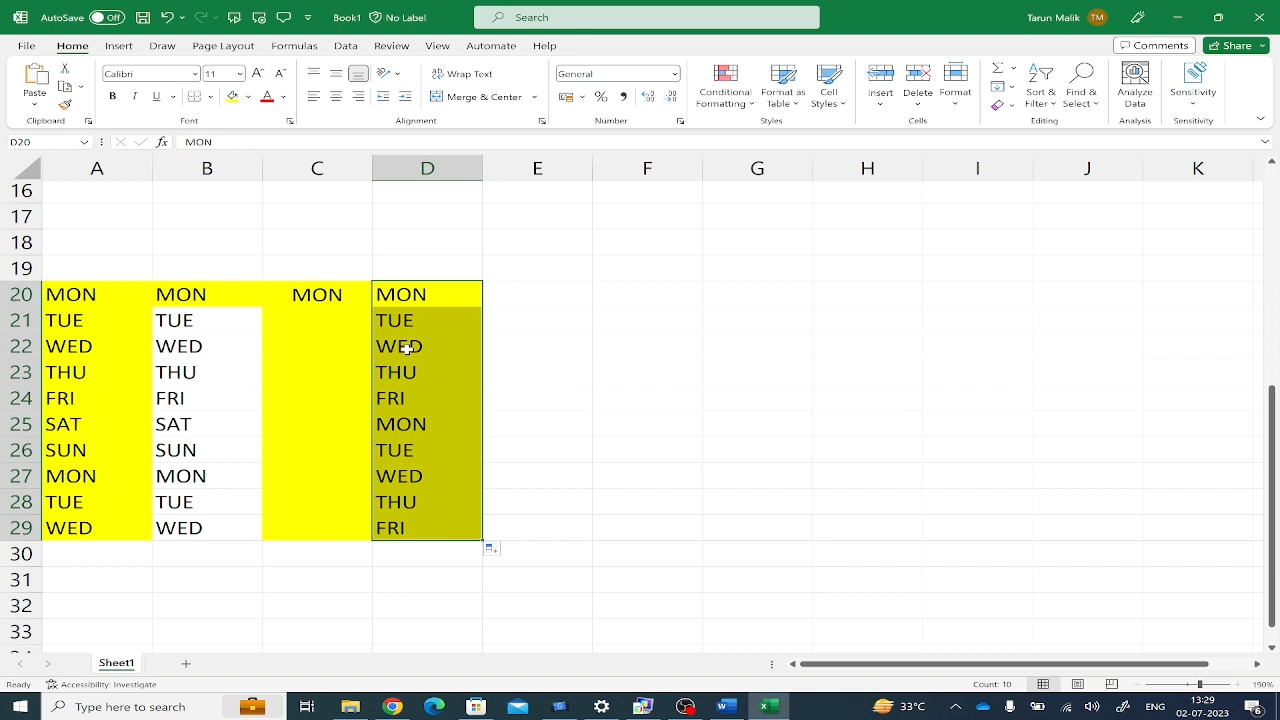 AutoSave Off Book1 No Label Search Tarun Malik TM
File Home Insert Draw Page Layout Formulas Data Review View Automate Help Comments Share
Paste Calibri 11 A A Wrap Text General Conditional Formatting Format as Table Cell Styles Insert Delete Format Sort & Filter Find & Select Analyze Data Sensitivity
B I U A Merge & Center % 9
Clipboard Font Alignment Number Styles Cells Editing Analysis Sensitivity
D20 fx MON
A B C D E F G H I J K
16
17
18
19
20 MON MON MON MON
21 TUE TUE TUE
22 WED WED WED
23 THU THU THU
24 FRI FRI FRI
25 SAT SAT MON
26 SUN SUN TUE
27 MON MON WED
28 TUE TUE THU
29 WED WED FRI
30
31
32
33
Sheet1
Ready Accessibility: Investigate Count: 10 190%
Type here to search 33°C ENG 13:29
02-07-2023 6